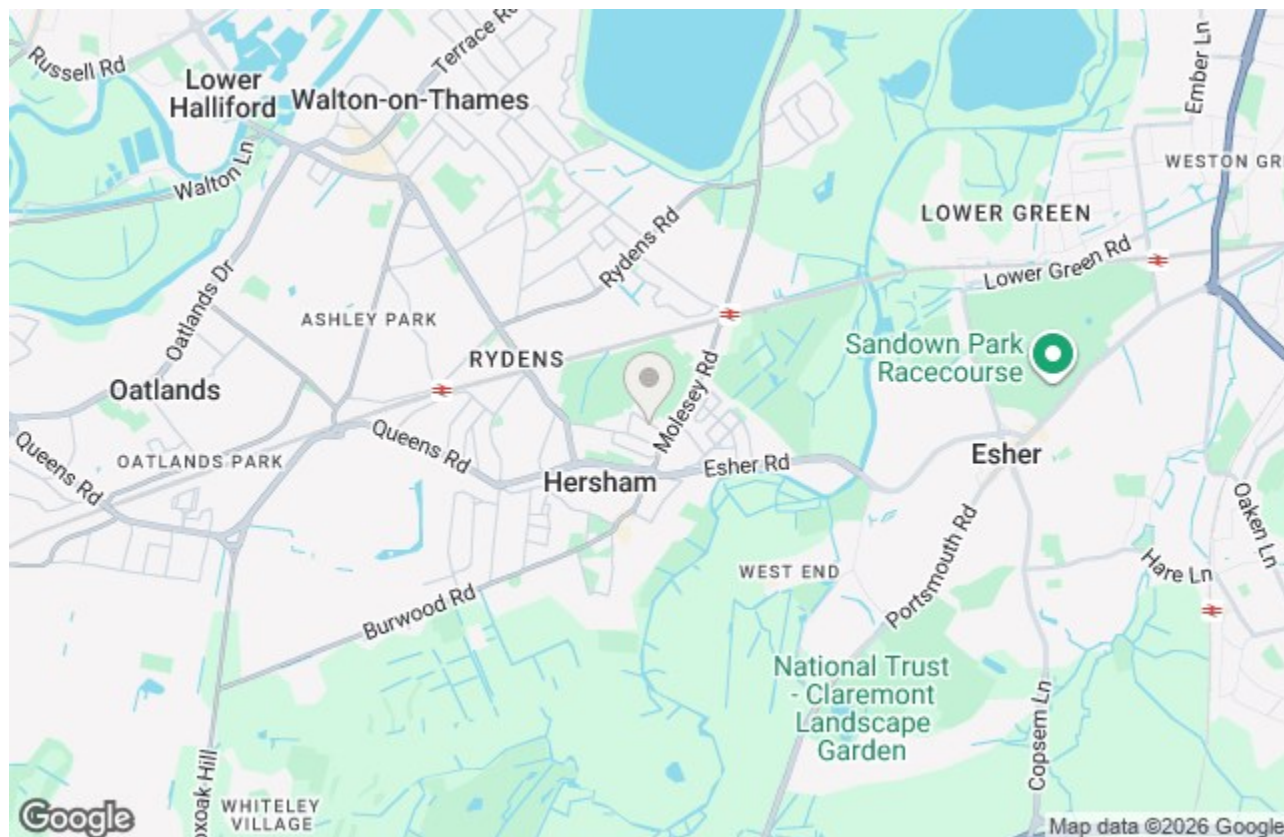 Russell Rd
Lower
Halliford
Terrace Rd
Walton-on-Thames
Walton Ln
Ember Ln
WESTON GR
LOWER GREEN
Rydens Rd
Lower Green Rd
Oatlands Dr
ASHLEY PARK
RYDENS
Sandown Park
Racecourse
Oatlands
Molesey Rd
Queens Rd
Queens Rd
OATLANDS PARK
Hersham
Esher Rd
Esher
Portsmouth Rd
Oaken Ln
WEST END
Hare Ln
Burwood Rd
National Trust
- Claremont
Landscape
Garden
Copsem Ln
oxoak Hill
WHITELEY
VILLAGE
Google
Map data ©2026 Google